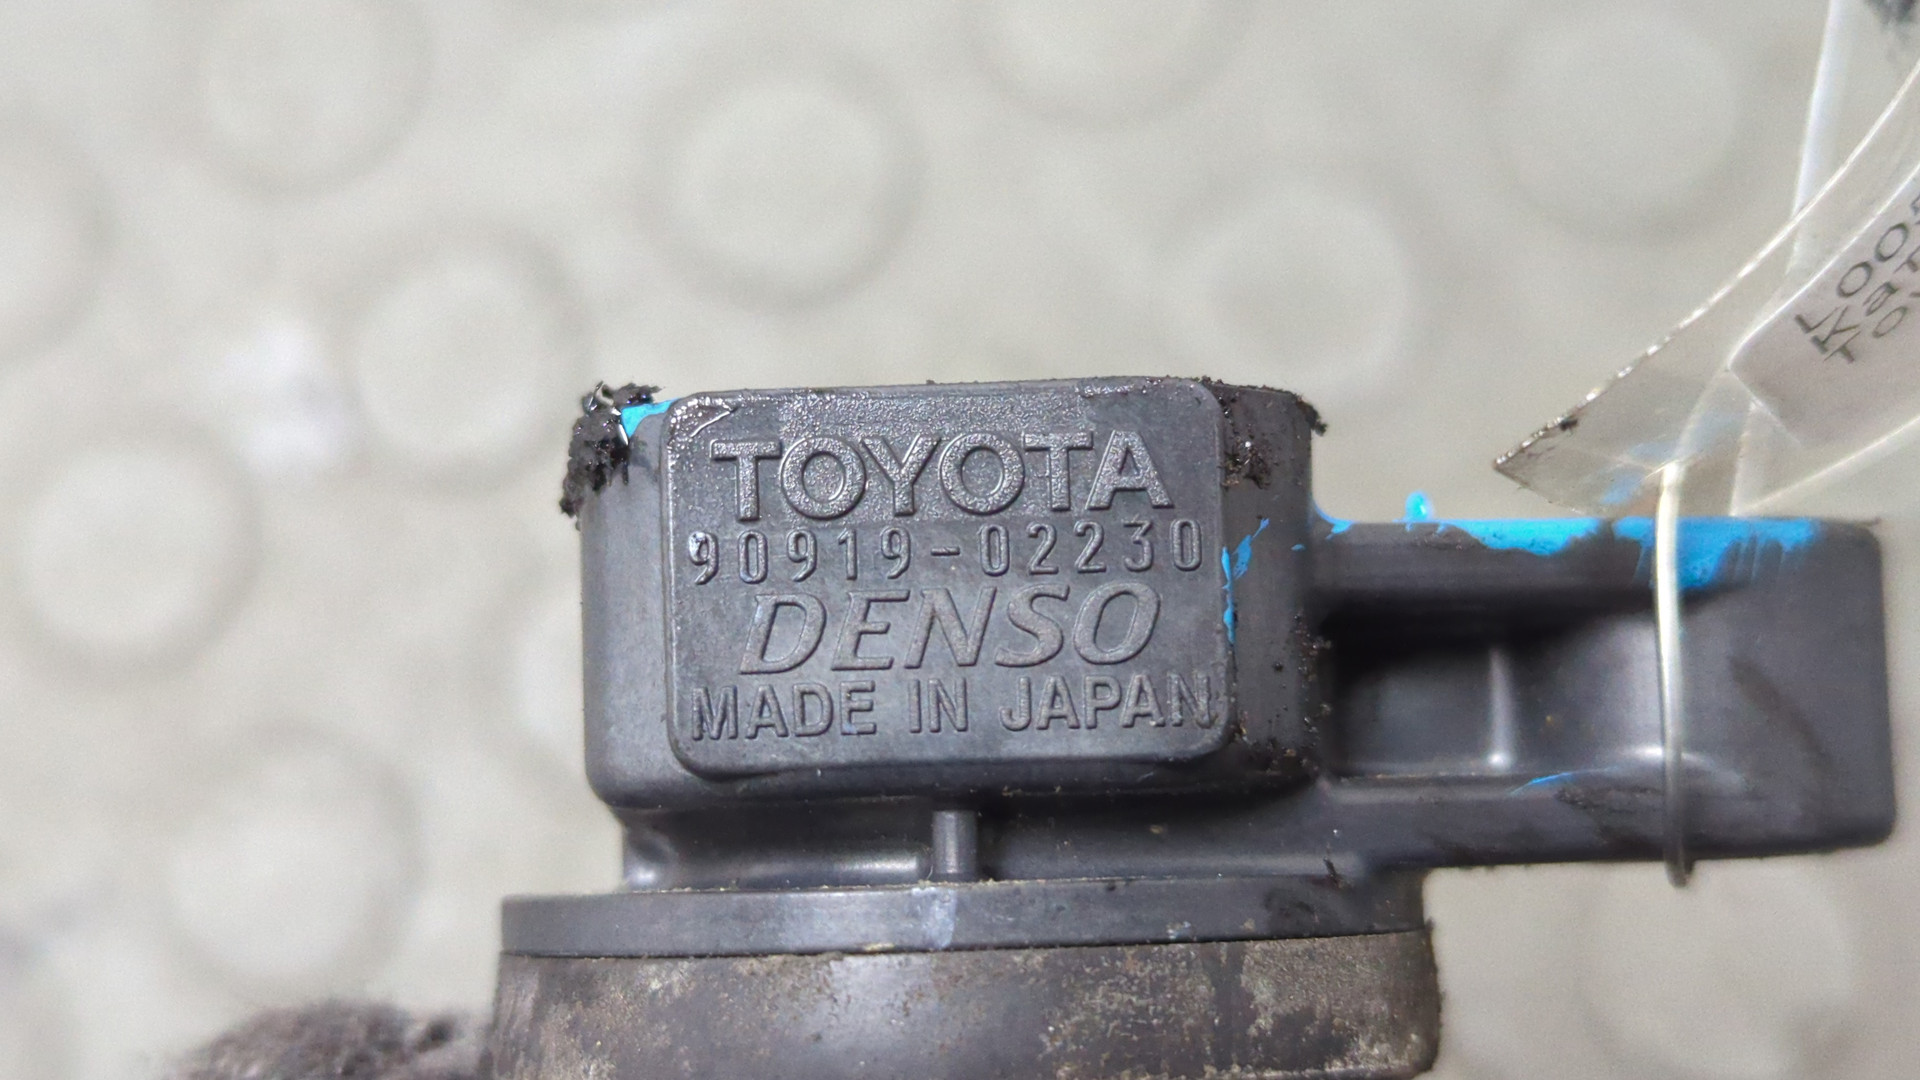 TOYOTA
90919-02230
DENSO
MADE IN JAPAN